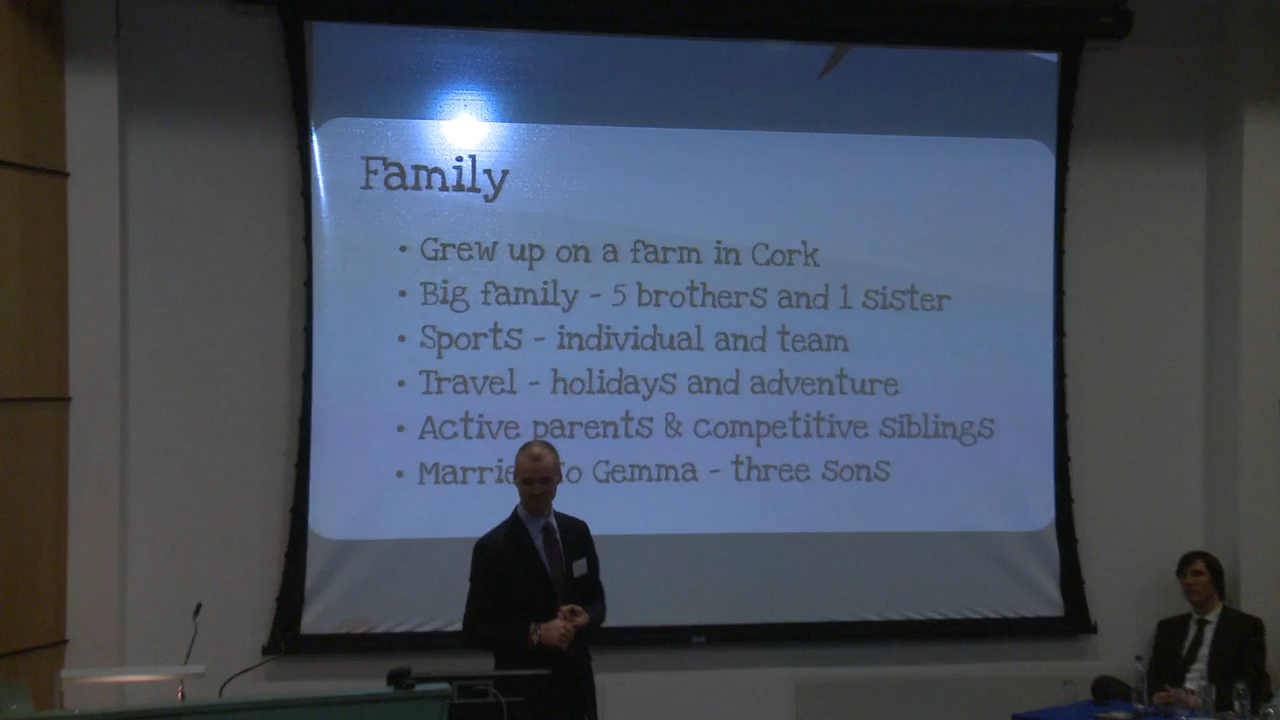 Family
• Grew up on a farm in Cork
• Big family - 5 brothers and 1 sister
• Sports - individual and team
• Travel - holidays and adventure
• Active parents & competitive siblings
• Marrie to Gemma - three sons